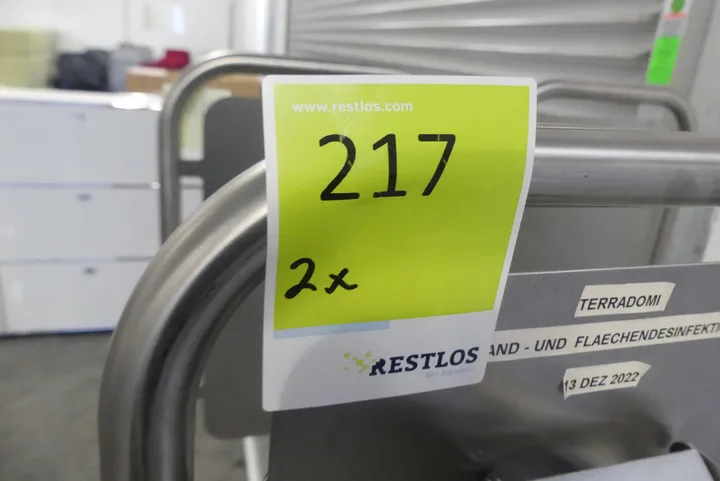 www.restlos.com
217
2x
RESTLOS
TERRADOMI
AND - UND FLAECHENDESINFEKTI
13 DEZ 2022